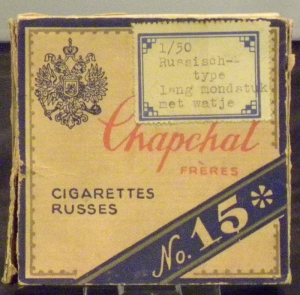 1/50
Russisch-
type
lang mondstuk
met watje
Chapchal
FRÈRES
CIGARETTES
RUSSES
No. 15*